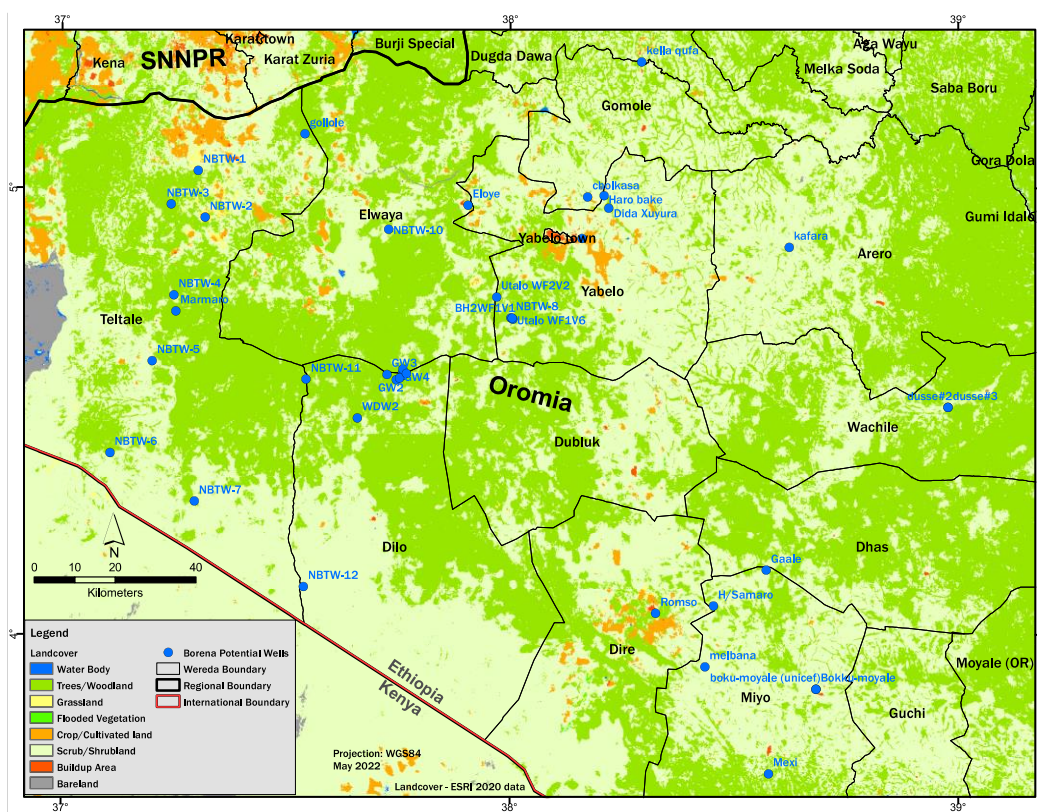 37°
38°
39°
Karat town
Burji Special
Kena
SNNPR
Karat Zuria
Dugda Dawa
kella qufa
Aga Wayu
Melka Soda
Saba Boru
Gomole
gollole
NBTW-1
Gora Dola
5°
5°
NBTW-3
NBTW-2
Eloye
cholkasa
Haro bake
Dida Xuyura
Elwaya
NBTW-10
Gumi Idalo
Yabelo town
kafara
Arero
NBTW-4
Marmaro
Teltale
Utalo WF2V2
Yabelo
BH2WF1V1
NBTW-8
Utalo WF1V6
NBTW-5
NBTW-11
GW3
GW4
GW2
Oromia
WDW2
dusse#2dusse#3
Wachile
Dubluk
NBTW-6
NBTW-7
N
Dilo
Dhas
0 10 20 40
Kilometers
NBTW-12
Gaale
H/Samaro
Romso
4°
4°
Dire
melbana
Moyale (OR)
boku-moyale (unicef)Bokku-moyale
Miyo
Guchi
Ethiopia
Kenya
Mexi
Legend
Landcover
Water Body
Trees/Woodland
Grassland
Flooded Vegetation
Crop/Cultivated land
Scrub/Shrubland
Buildup Area
Bareland
Borena Potential Wells
Wereda Boundary
Regional Boundary
International Boundary
Projection: WGS84
May 2022
Landcover - ESRI 2020 data
37°
38°
39°